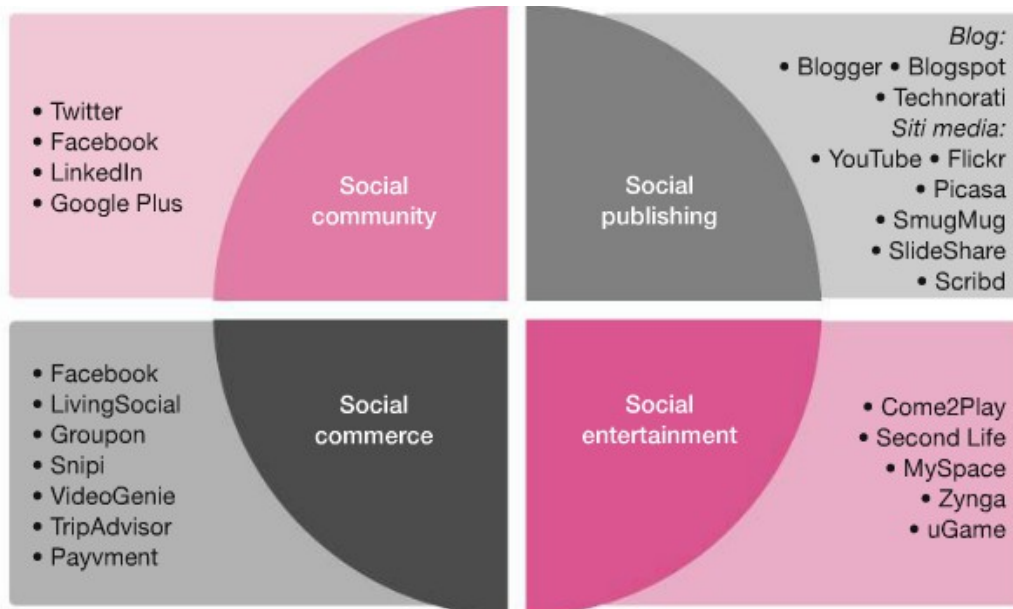 • Twitter
• Facebook
• LinkedIn
• Google Plus
Social
community
Social
publishing
Blog:
• Blogger • Blogspot
• Technorati
Siti media:
• YouTube • Flickr
• Picasa
• SmugMug
• SlideShare
• Scribd
• Facebook
• LivingSocial
• Groupon
• Snipi
• VideoGenie
• TripAdvisor
• Payvment
Social
commerce
Social
entertainment
• Come2Play
• Second Life
• MySpace
• Zynga
• uGame